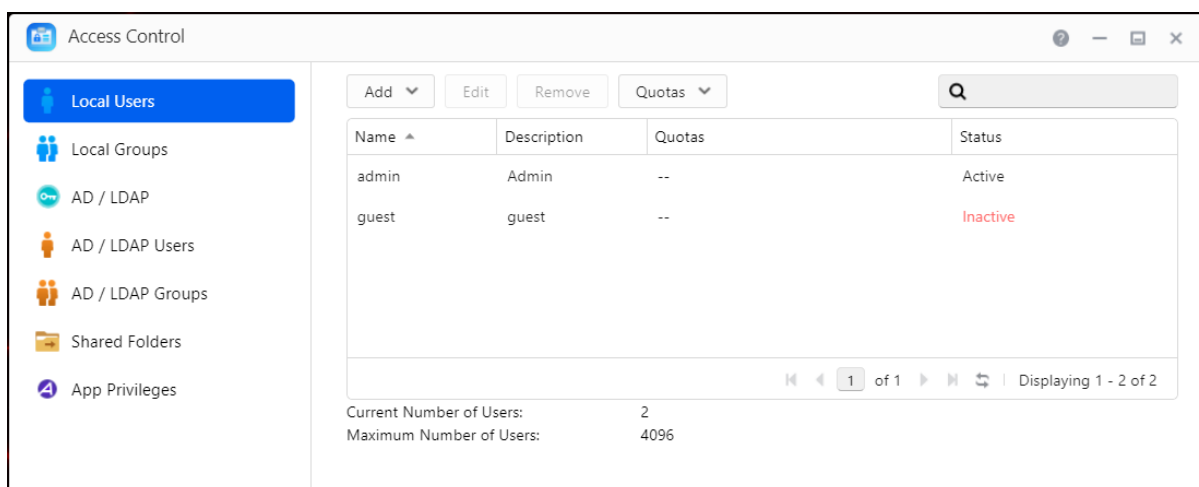 Access Control
Local Users
Local Groups
AD / LDAP
AD / LDAP Users
AD / LDAP Groups
Shared Folders
App Privileges
Add Edit Remove Quotas
Name Description Quotas Status
admin Admin -- Active
guest guest -- Inactive
1 of 1 Displaying 1 - 2 of 2
Current Number of Users: 2
Maximum Number of Users: 4096